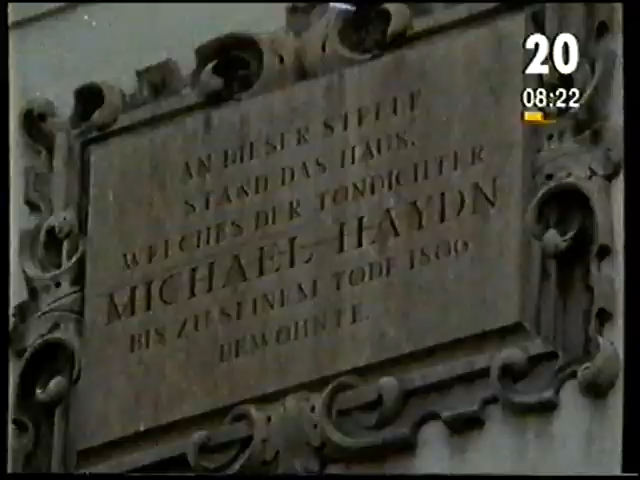 20
08:22
AN DIESER STELLE
STAND DAS HAUS,
WELCHES DER TONDICHTER
MICHAEL HAYDN
BIS ZU SEINEM TODE 1806
BEWOHNTE.